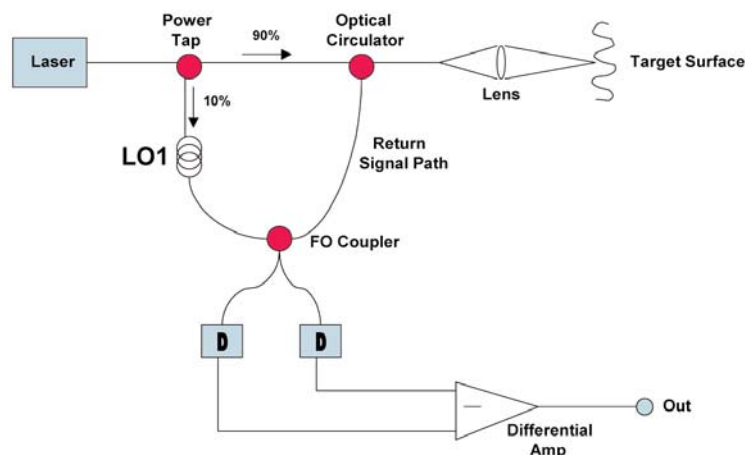 Power
Tap
90%
Optical
Circulator
Laser
Target Surface
Lens
10%
LO1
Return
Signal Path
FO Coupler
D
D
Out
Differential
Amp